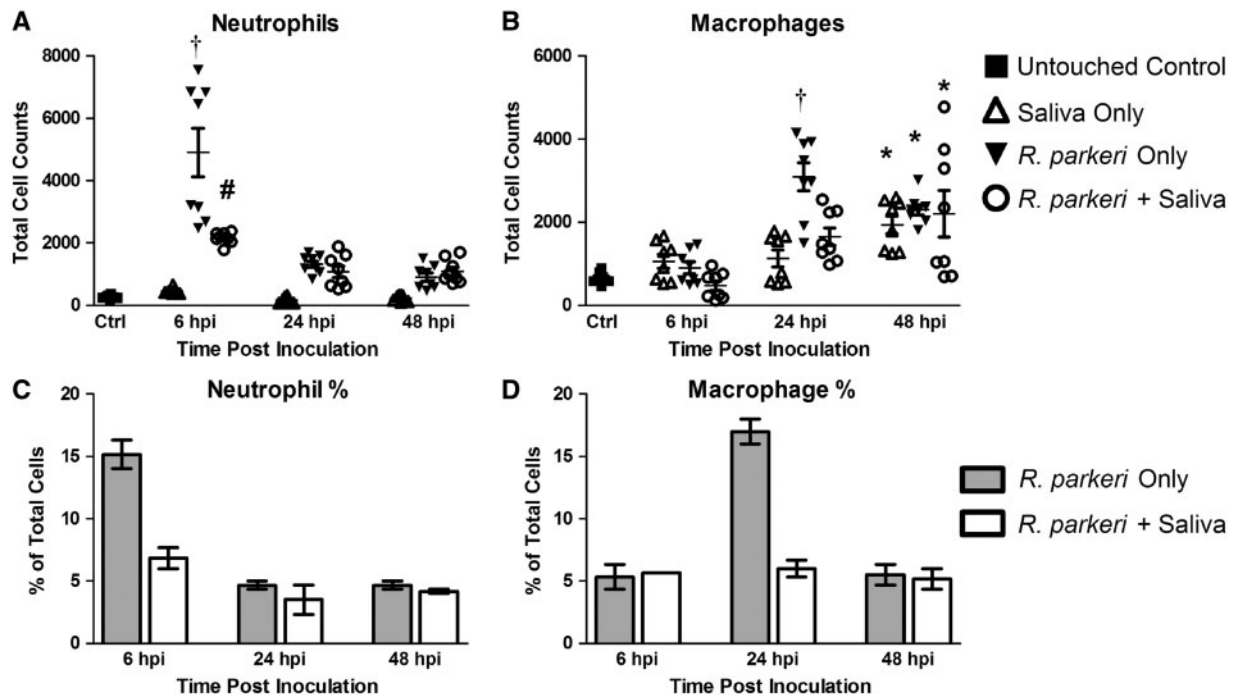 A
Neutrophils
†
#
8000
6000
4000
2000
0
Total Cell Counts
Ctrl
6 hpi
24 hpi
48 hpi
Time Post Inoculation
B
Macrophages
†
*
*
*
6000
4000
2000
0
Total Cell Counts
Ctrl
6 hpi
24 hpi
48 hpi
Time Post Inoculation
Untouched Control
Saliva Only
R. parkeri Only
R. parkeri + Saliva
C
Neutrophil %
20
15
10
5
0
% of Total Cells
6 hpi
24 hpi
48 hpi
Time Post Inoculation
D
Macrophage %
20
15
10
5
0
% of Total Cells
6 hpi
24 hpi
48 hpi
Time Post Inoculation
R. parkeri Only
R. parkeri + Saliva